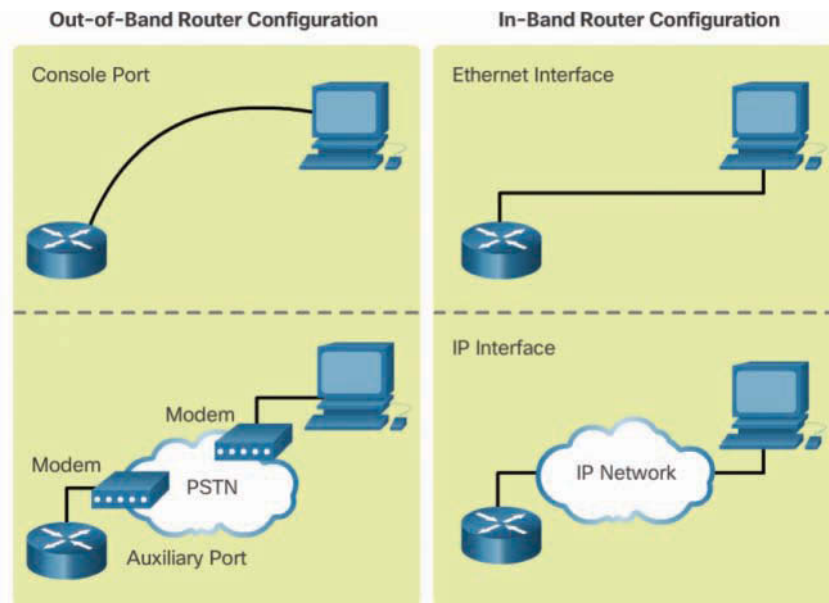 Out-of-Band Router Configuration
In-Band Router Configuration
Console Port
Ethernet Interface
Modem
Modem
PSTN
Auxiliary Port
IP Interface
IP Network